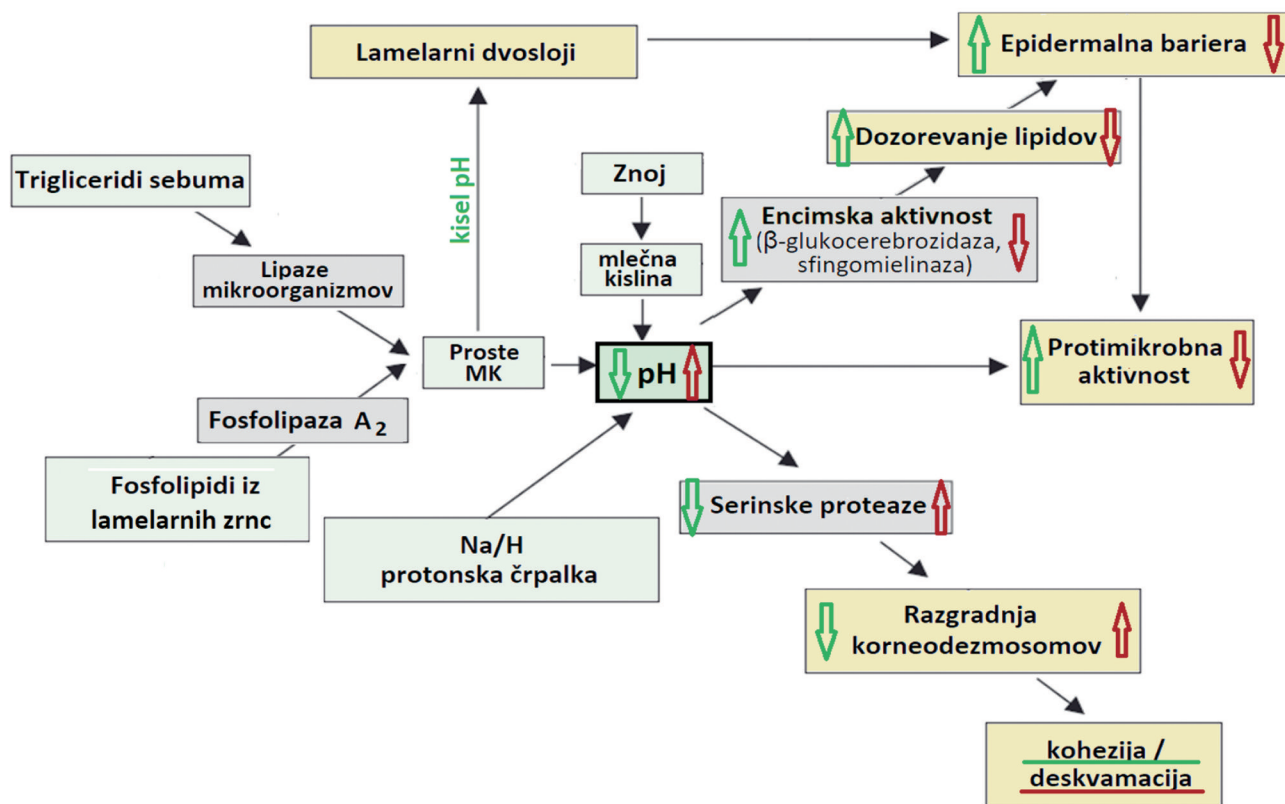 Lamelarni dvosloji
Epidermalna bariera
Dozorevanje lipidov
Trigliceridi sebuma
kisel pH
Znoj
Encimska aktivnost
(β-glukocerebrozidaza,
sfingomielinaza)
Lipaze
mikroorganizmov
mlečna
kislina
Proste
MK
pH
Protimikrobna
aktivnost
Fosfolipaza A2
Fosfolipidi iz
lamelarnih zrnc
Serinske proteaze
Na/H
protonska črpalka
Razgradnja
korneodezmosomov
kohezija /
deskvamacija